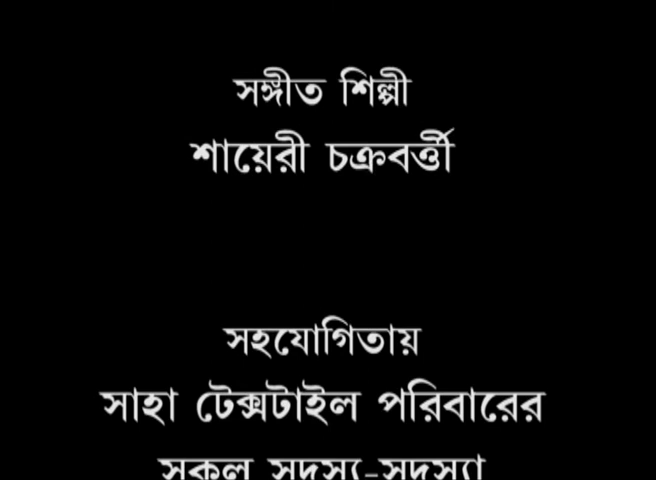 সঙ্গীত শিল্পী
শায়েরী চক্রবর্ত্তী
সহযোগিতায়
সাহা টেক্সটাইল পরিবারের
সকল সদস্য-সদস্যা